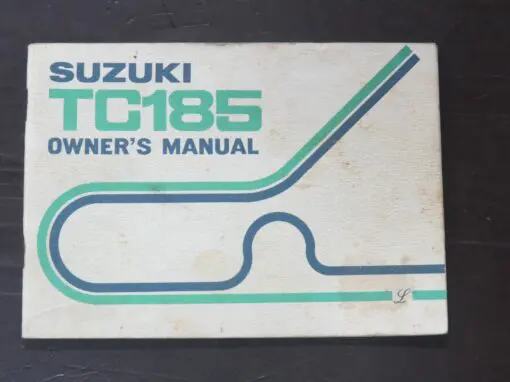 SUZUKI
TC185
OWNER'S MANUAL
L